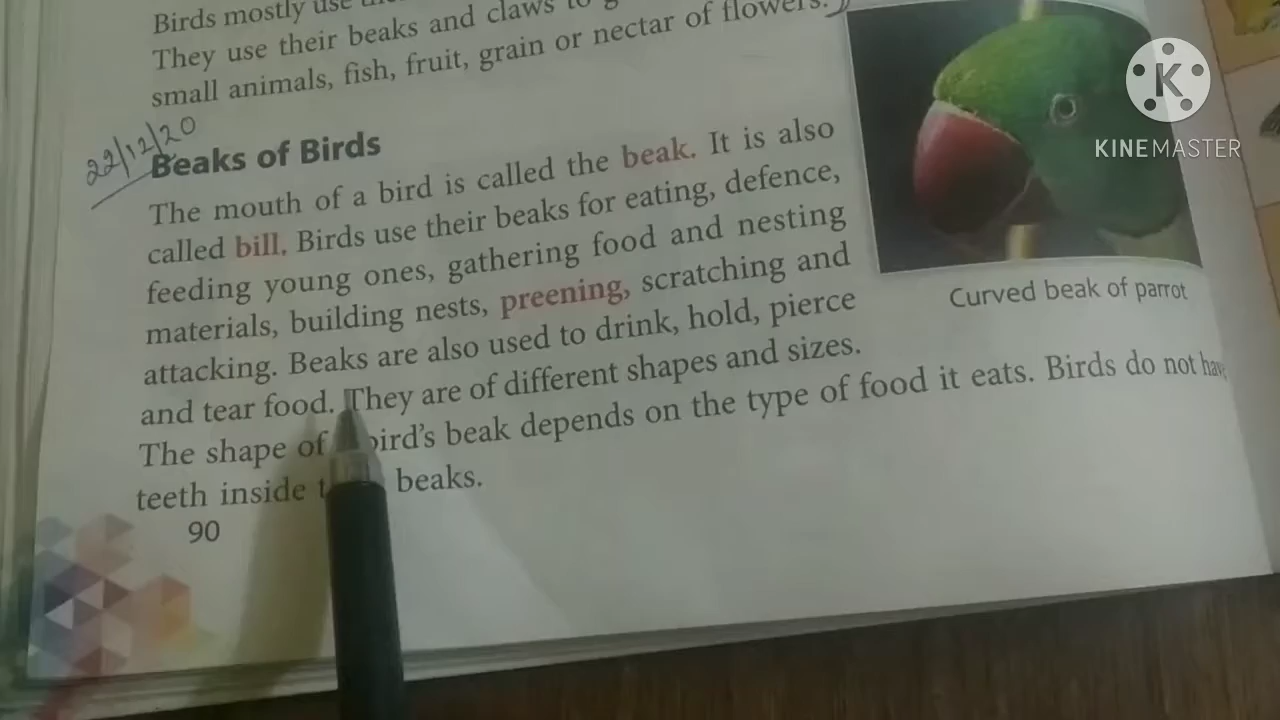 Birds mostly use
They use their beaks and claws to
small animals, fish, fruit, grain or nectar of flowers.
22/12/20
Beaks of Birds
The mouth of a bird is called the beak. It is also
called bill. Birds use their beaks for eating, defence,
feeding young ones, gathering food and nesting
materials, building nests, preening, scratching and
attacking. Beaks are also used to drink, hold, pierce
and tear food. They are of different shapes and sizes.
The shape of bird's beak depends on the type of food it eats. Birds do not have
teeth inside beaks.
90
Curved beak of parrot
K
KINEMASTER